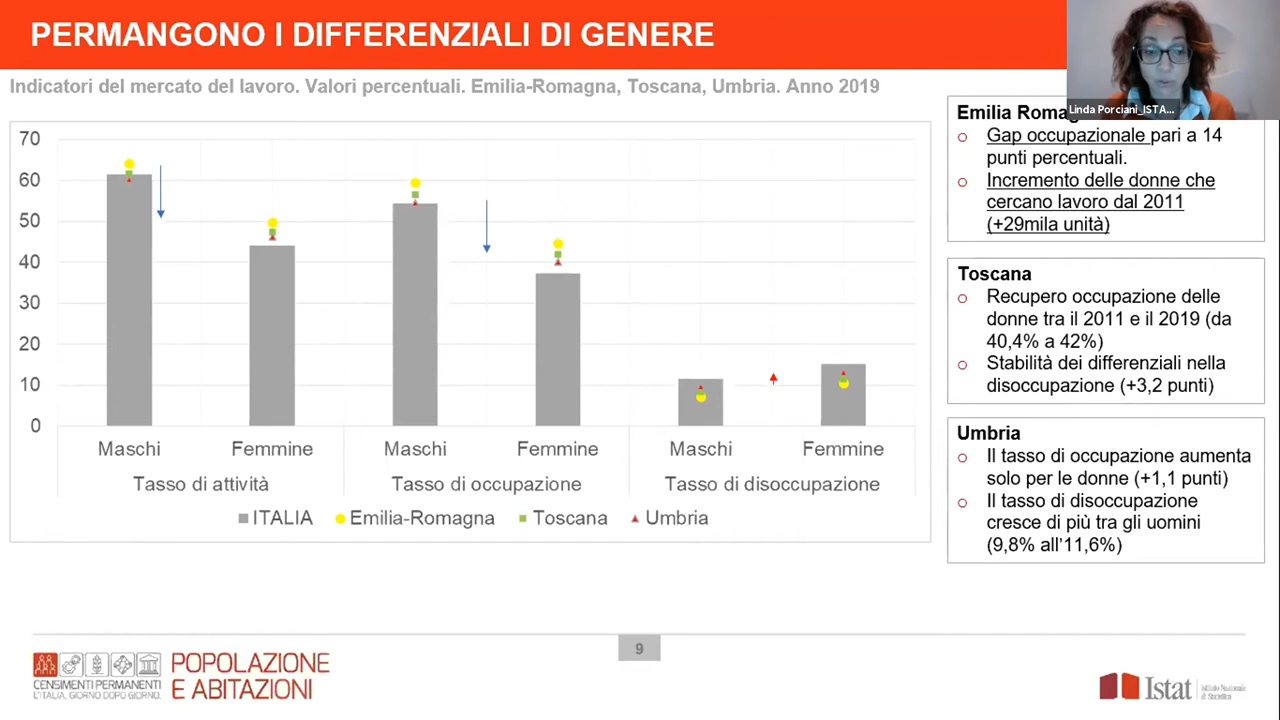 PERMANGONO I DIFFERENZIALI DI GENERE
Linda Porciani_ISTA...
Indicatori del mercato del lavoro. Valori percentuali. Emilia-Romagna, Toscana, Umbria. Anno 2019
70
60
50
40
30
20
10
0
Maschi Femmine Maschi Femmine Maschi Femmine
Tasso di attività Tasso di occupazione Tasso di disoccupazione
ITALIA Emilia-Romagna Toscana Umbria
Emilia Romag
Gap occupazionale pari a 14
punti percentuali.
Incremento delle donne che
cercano lavoro dal 2011
(+29mila unità)
Toscana
Recupero occupazione delle
donne tra il 2011 e il 2019 (da
40,4% a 42%)
Stabilità dei differenziali nella
disoccupazione (+3,2 punti)
Umbria
Il tasso di occupazione aumenta
solo per le donne (+1,1 punti)
Il tasso di disoccupazione
cresce di più tra gli uomini
(9,8% all'11,6%)
9
CENSIMENTI PERMANENTI
L'ITALIA, GIORNO DOPO GIORNO.
POPOLAZIONE
E ABITAZIONI
Istat
Istituto Nazionale
di Statistica